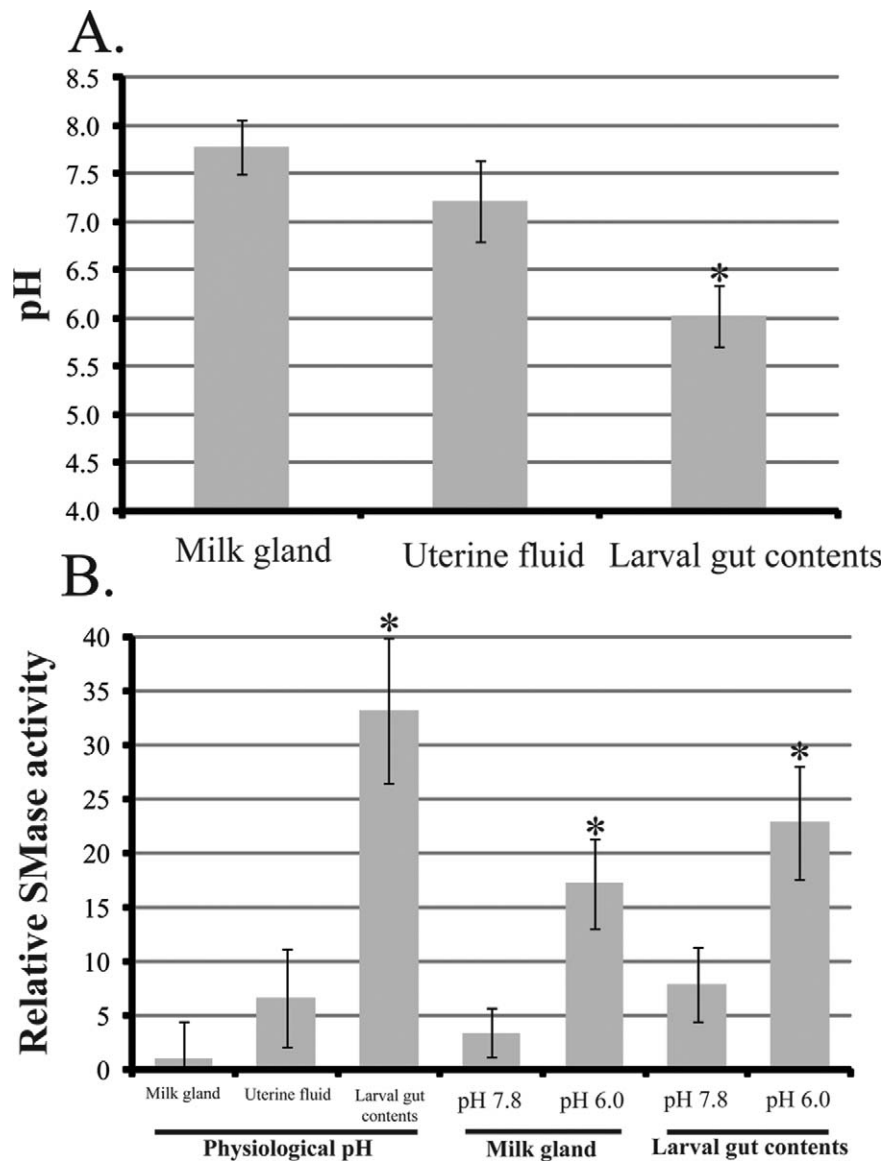 A.
8.5
8.0
7.5
7.0
6.5
6.0
5.5
5.0
4.5
4.0
pH
*
Milk gland Uterine fluid Larval gut contents
B.
40
35
30
25
20
15
10
5
0
Relative SMase activity
* * *
Milk gland Uterine fluid Larval gut
contents
pH 7.8 pH 6.0 pH 7.8 pH 6.0
Physiological pH Milk gland Larval gut contents